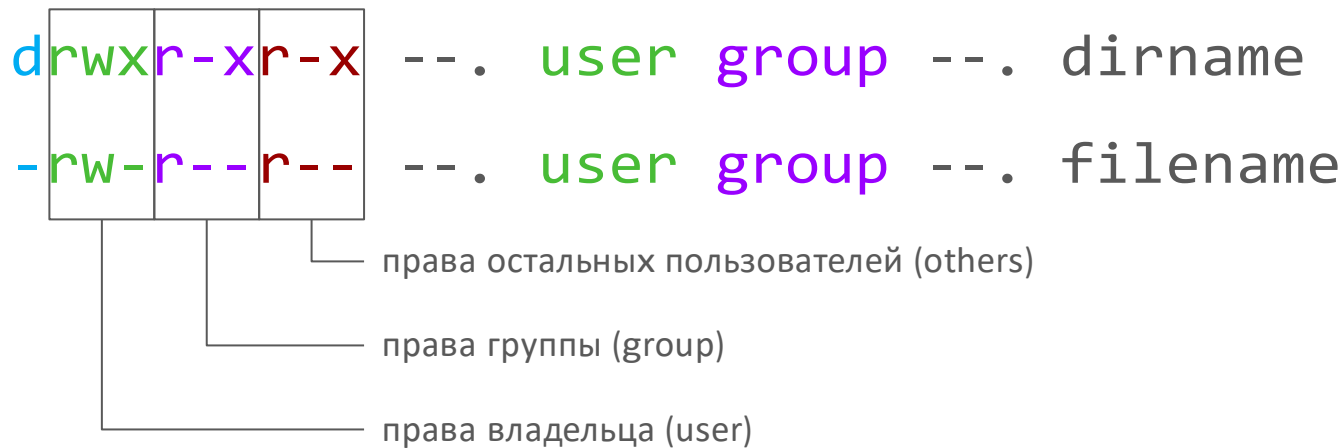 drwxr-xr-x --. user group --. dirname
-rw-r--r-- --. user group --. filename
права остальных пользователей (others)
права группы (group)
права владельца (user)